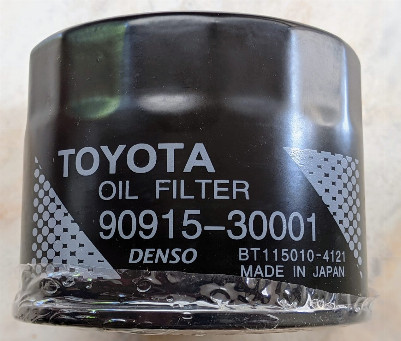 TOYOTA
OIL FILTER
90915-30001
DENSO BT115010-4121
MADE IN JAPAN